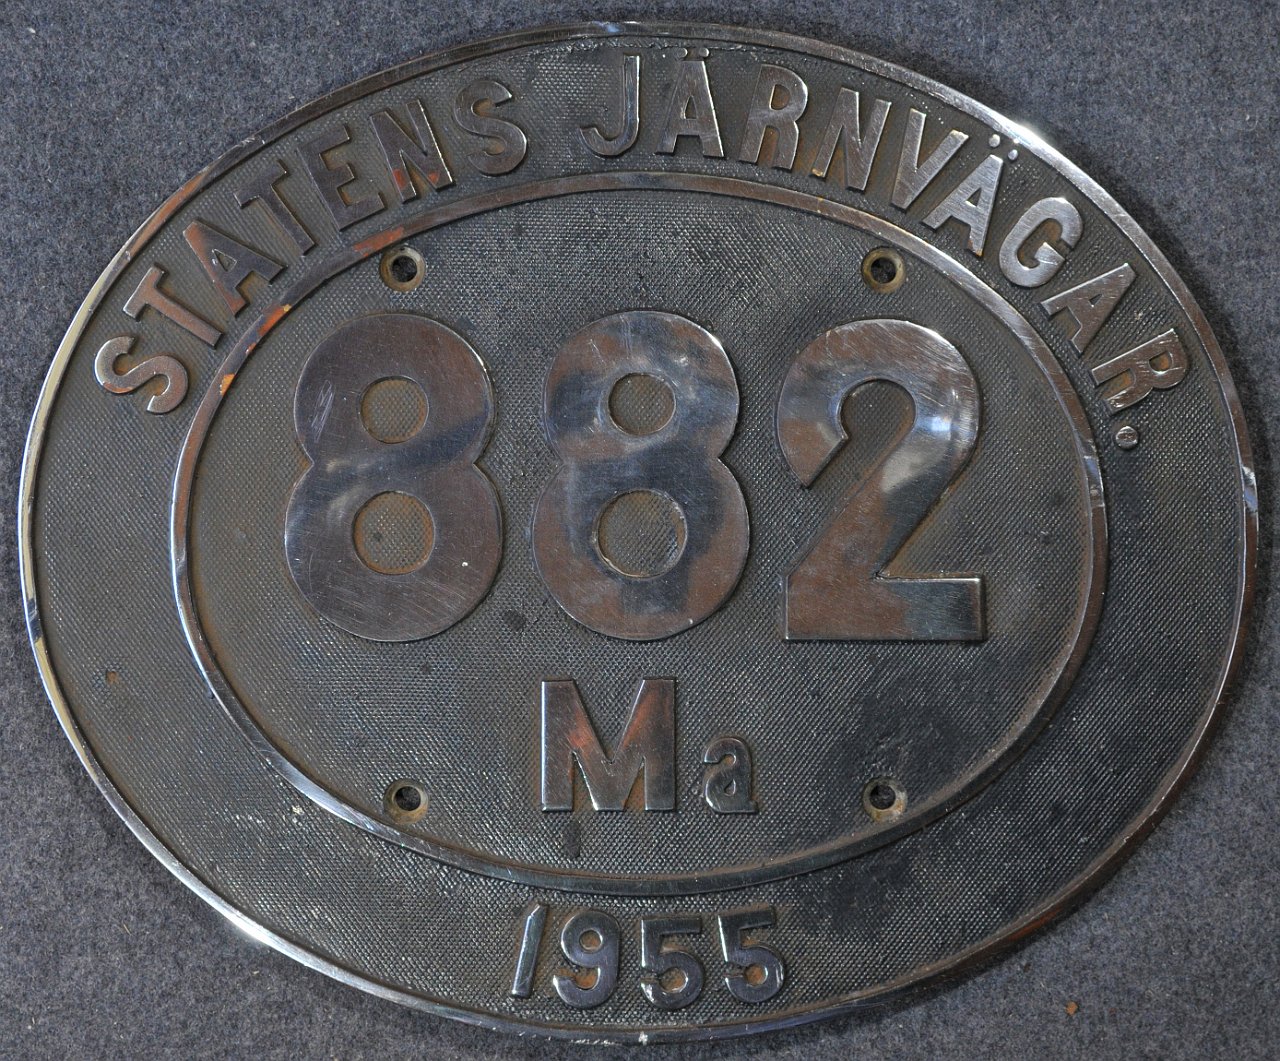 STATENS JÄRNVÄGAR.
882
Ma
1955